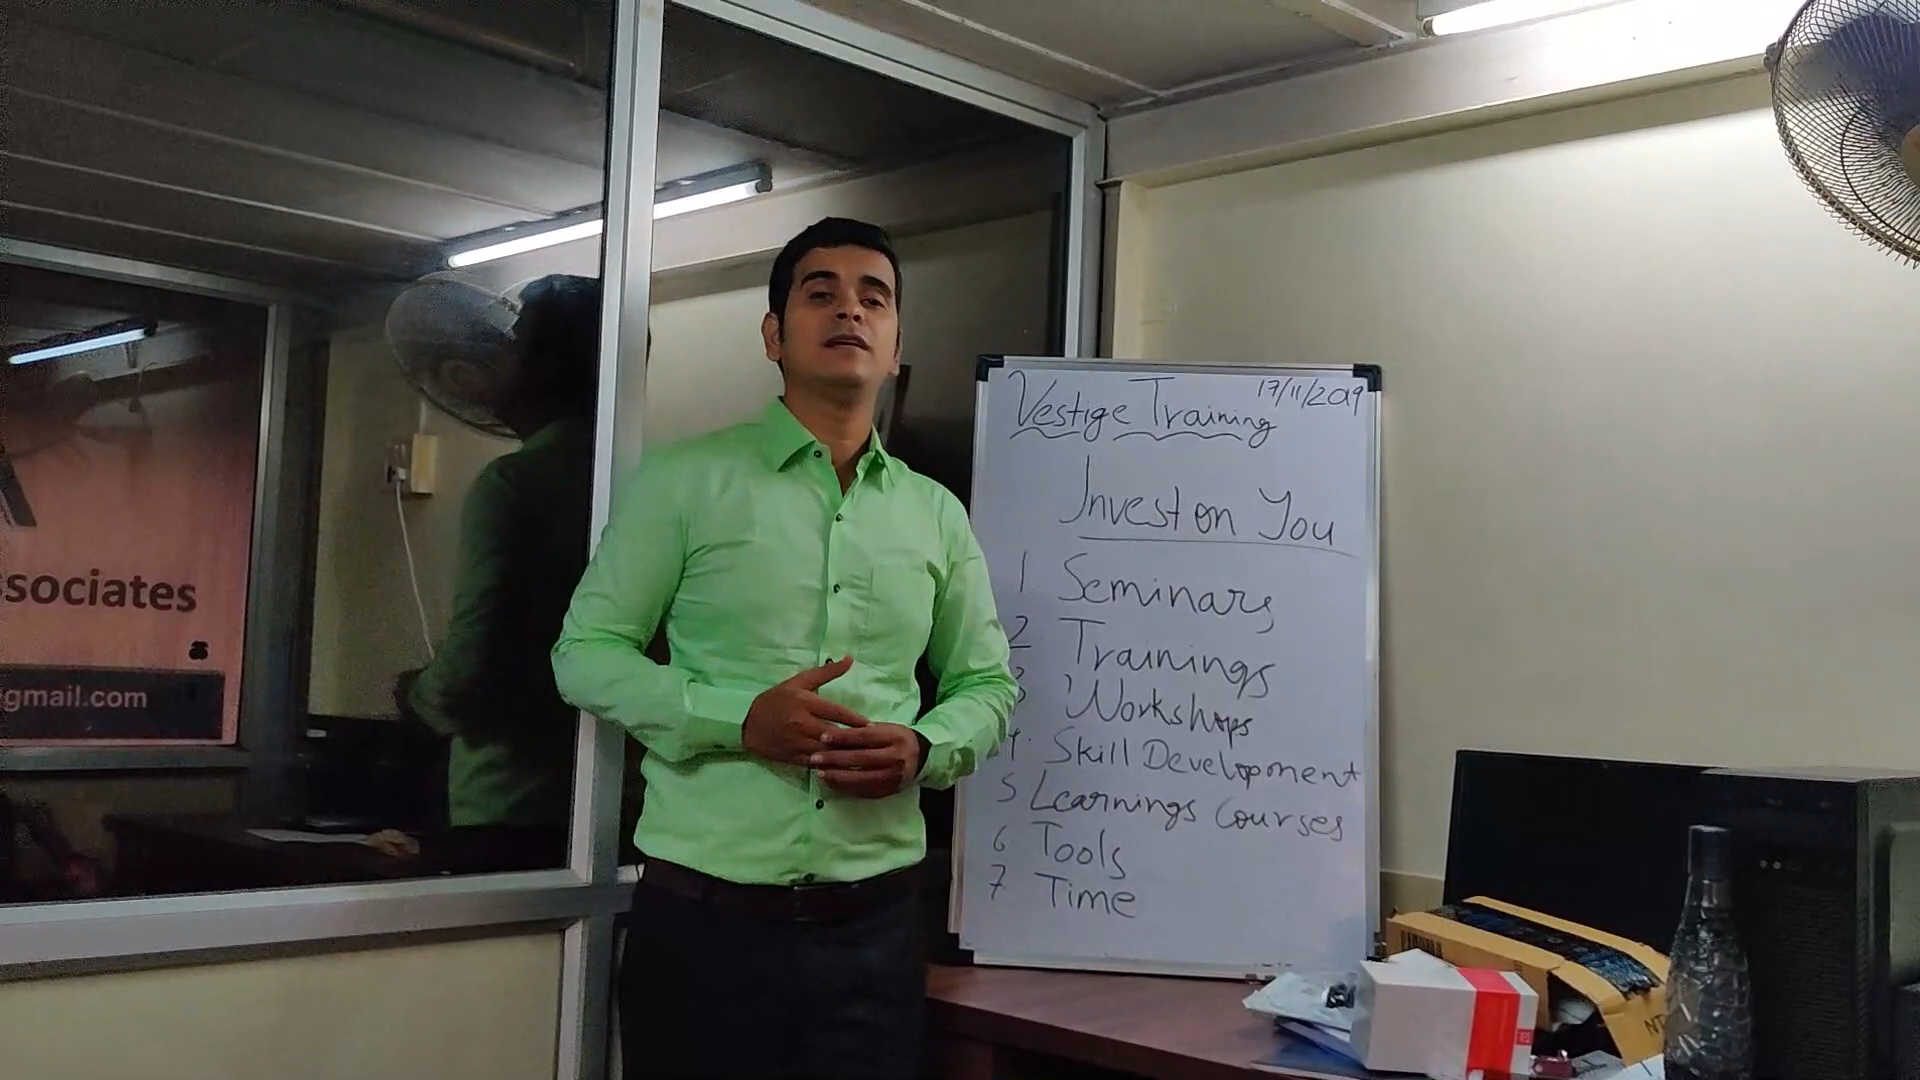 ssociates
gmail.com
Vestige Training
17/11/2019
Invest on You
1 Seminars
2 Trainings
3 Workshops
4. Skill Development
5 Learnings Courses
6 Tools
7 Time